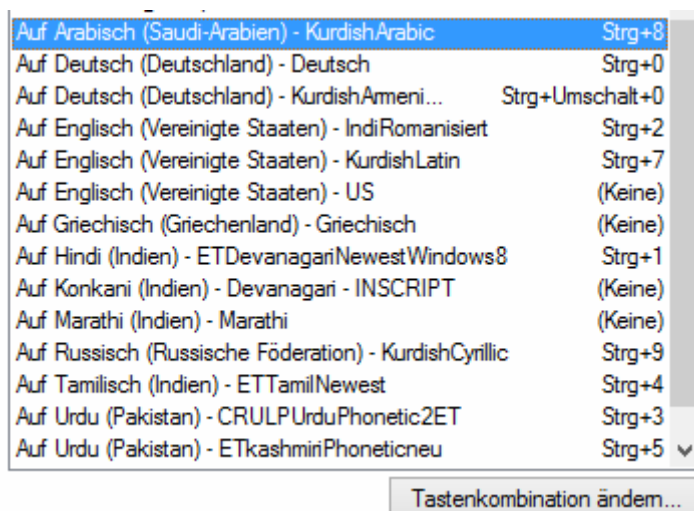 Auf Arabisch (Saudi-Arabien) - KurdishArabic Strg+8
Auf Deutsch (Deutschland) - Deutsch Strg+0
Auf Deutsch (Deutschland) - KurdishArmeni... Strg+Umschalt+0
Auf Englisch (Vereinigte Staaten) - IndiRomanisiert Strg+2
Auf Englisch (Vereinigte Staaten) - KurdishLatin Strg+7
Auf Englisch (Vereinigte Staaten) - US (Keine)
Auf Griechisch (Griechenland) - Griechisch (Keine)
Auf Hindi (Indien) - ETDevanagariNewestWindows8 Strg+1
Auf Konkani (Indien) - Devanagari - INSCRIPT (Keine)
Auf Marathi (Indien) - Marathi (Keine)
Auf Russisch (Russische Föderation) - KurdishCyrillic Strg+9
Auf Tamilisch (Indien) - ETTamilNewest Strg+4
Auf Urdu (Pakistan) - CRULPUrduPhonetic2ET Strg+3
Auf Urdu (Pakistan) - ETkashmiriPhoneticneu Strg+5
Tastenkombination ändern...